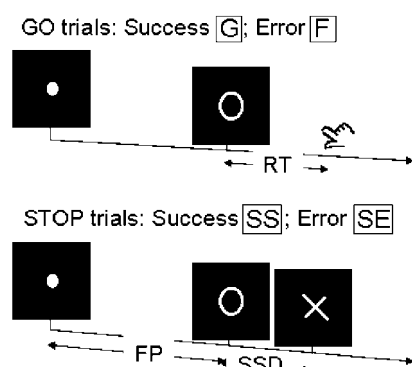 GO trials: Success G; Error F
RT
STOP trials: Success SS; Error SE
FP
SSD